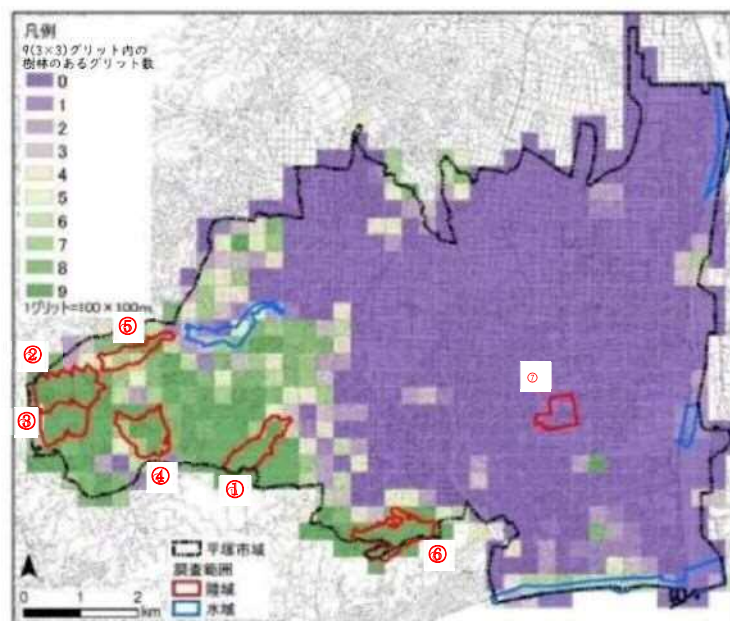 凡例
9(3×3)グリット内の
樹林のあるグリット数
0
1
2
3
4
5
6
7
8
9
1グリット=100×100m
⑤
②
⑦
③
④
①
⑥
平塚市域
調査範囲
陸域
水域
0 1 2
km